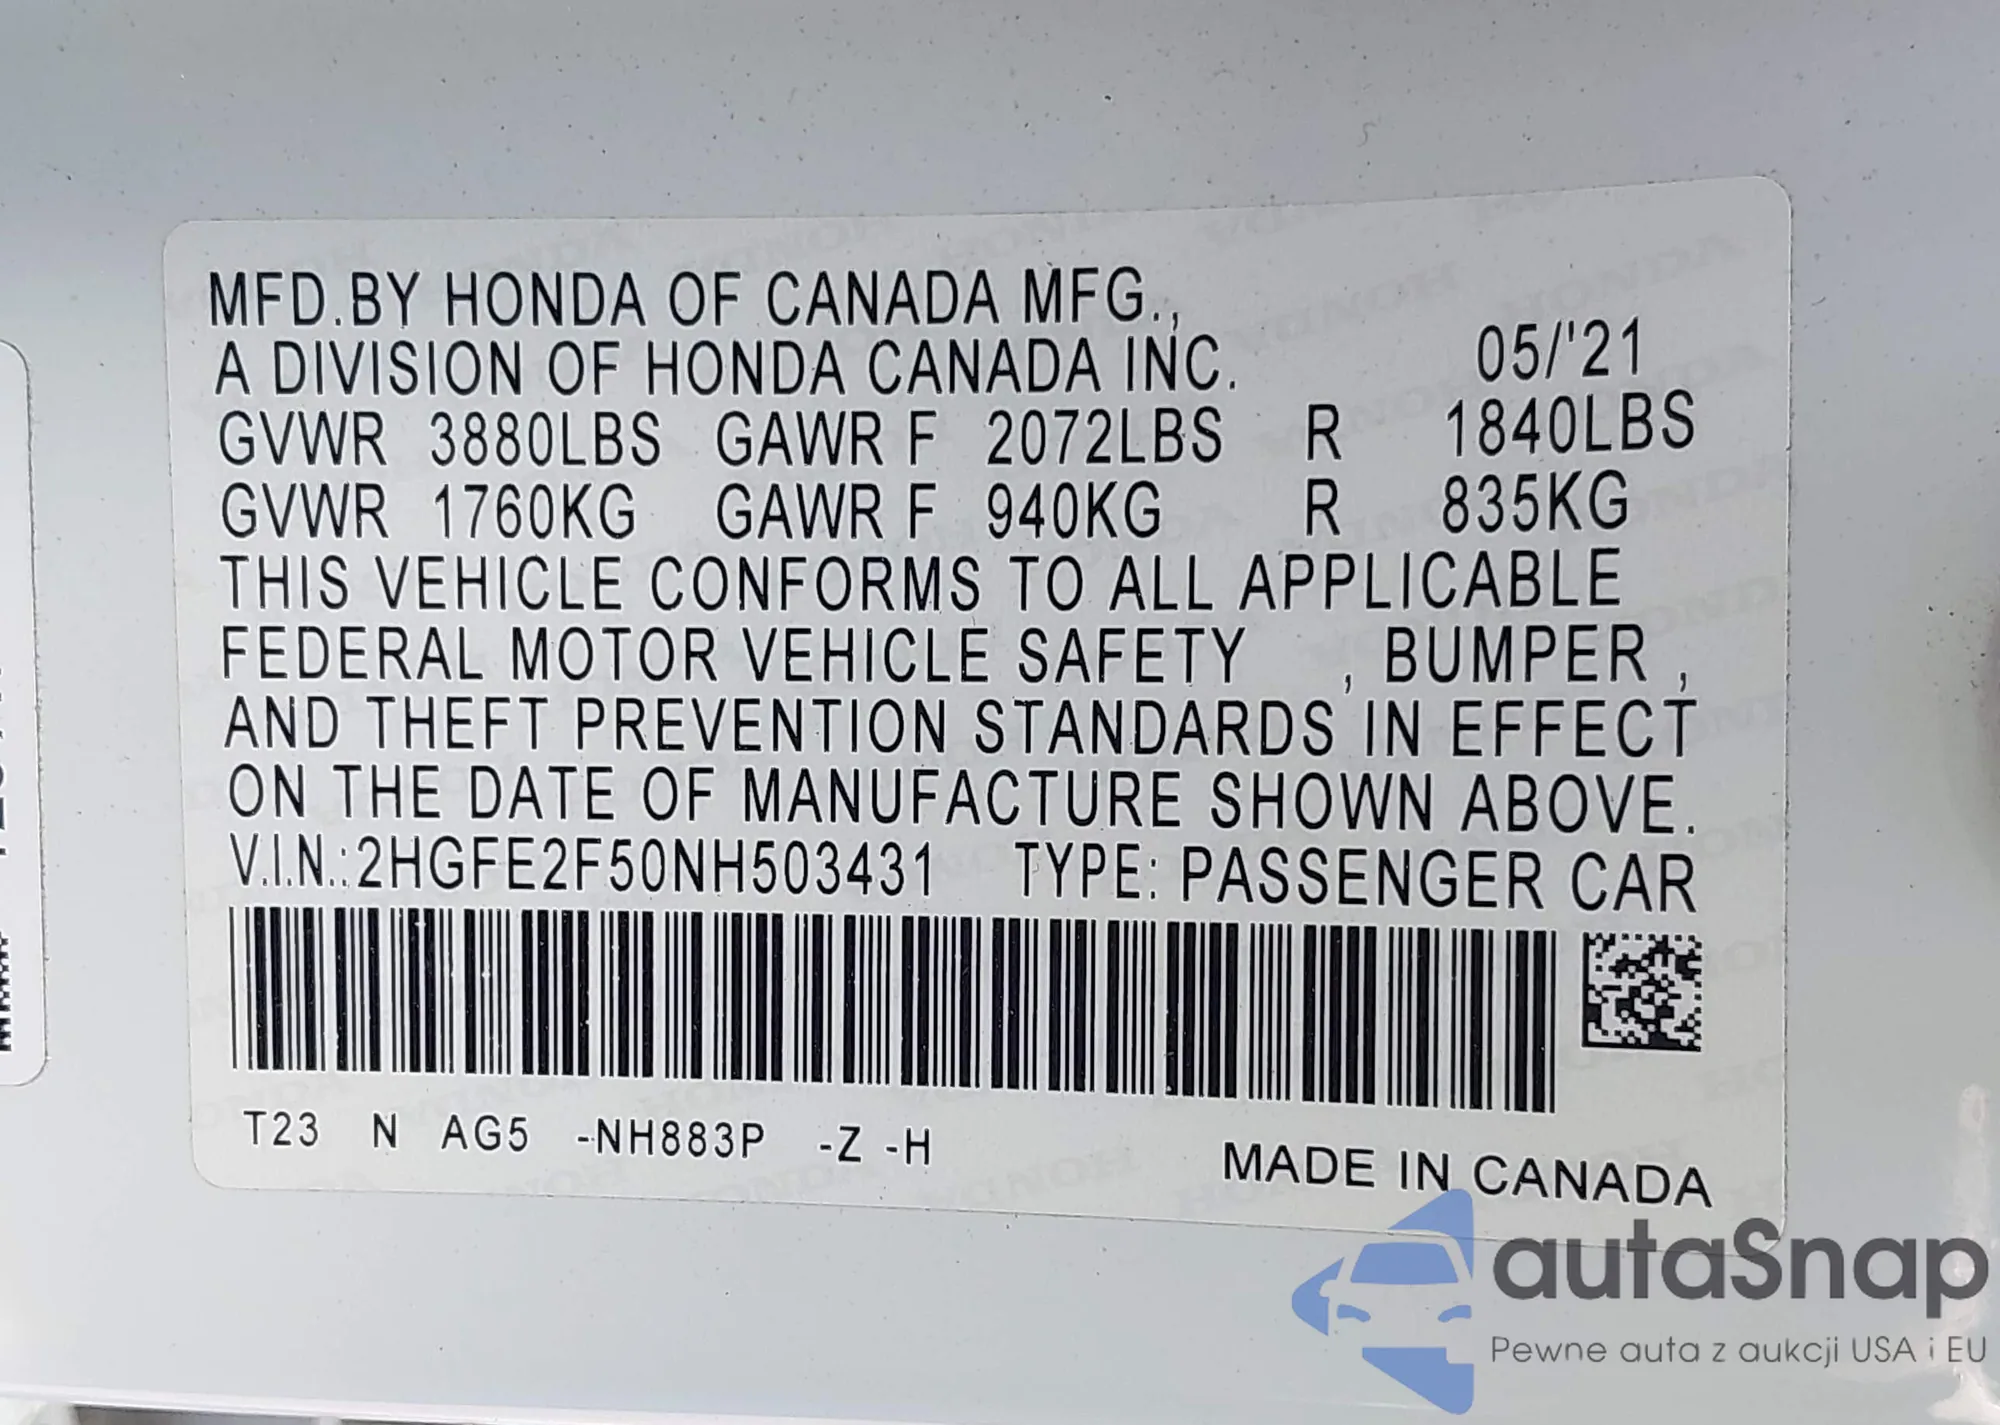 MFD.BY HONDA OF CANADA MFG.,
A DIVISION OF HONDA CANADA INC. 05/'21
GVWR 3880LBS GAWR F 2072LBS R 1840LBS
GVWR 1760KG GAWR F 940KG R 835KG
THIS VEHICLE CONFORMS TO ALL APPLICABLE
FEDERAL MOTOR VEHICLE SAFETY , BUMPER ,
AND THEFT PREVENTION STANDARDS IN EFFECT
ON THE DATE OF MANUFACTURE SHOWN ABOVE.
V.I.N.:2HGFE2F50NH503431 TYPE: PASSENGER CAR
T23 N AG5 -NH883P -Z -H
MADE IN CANADA
autaSnap
Pewne auta z aukcji USA i EU